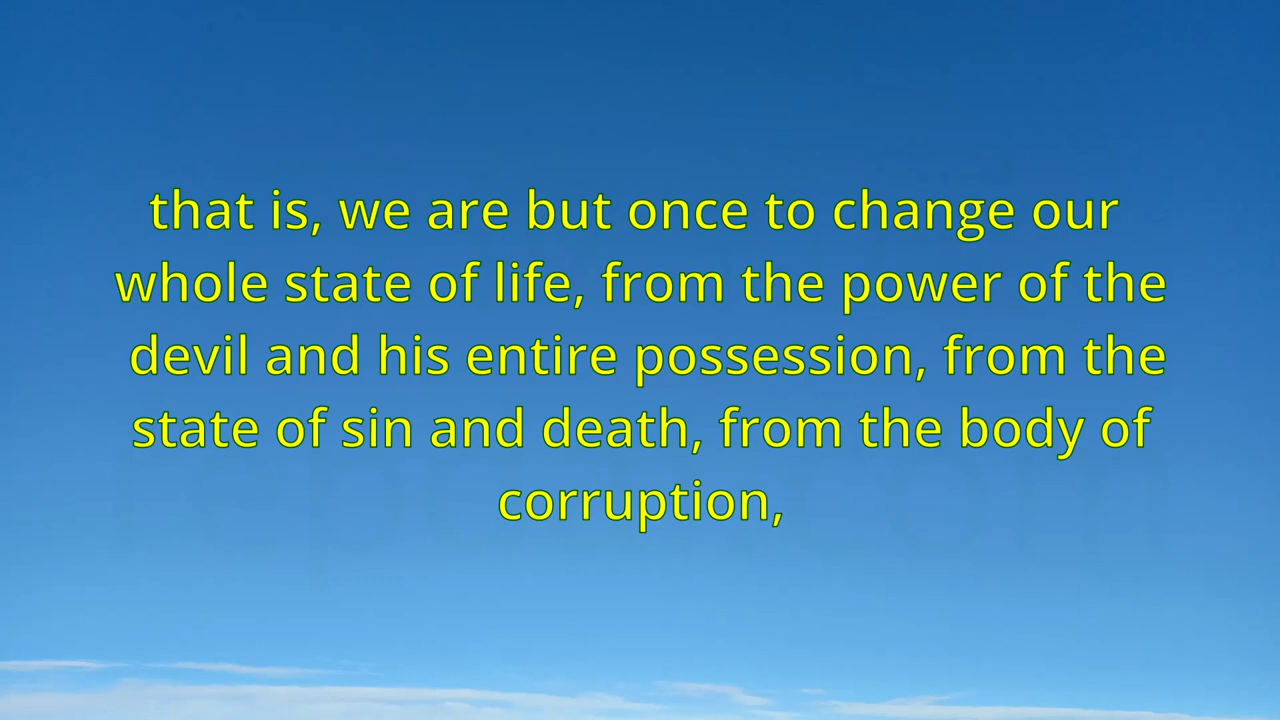 that is, we are but once to change our
whole state of life, from the power of the
devil and his entire possession, from the
state of sin and death, from the body of
corruption,